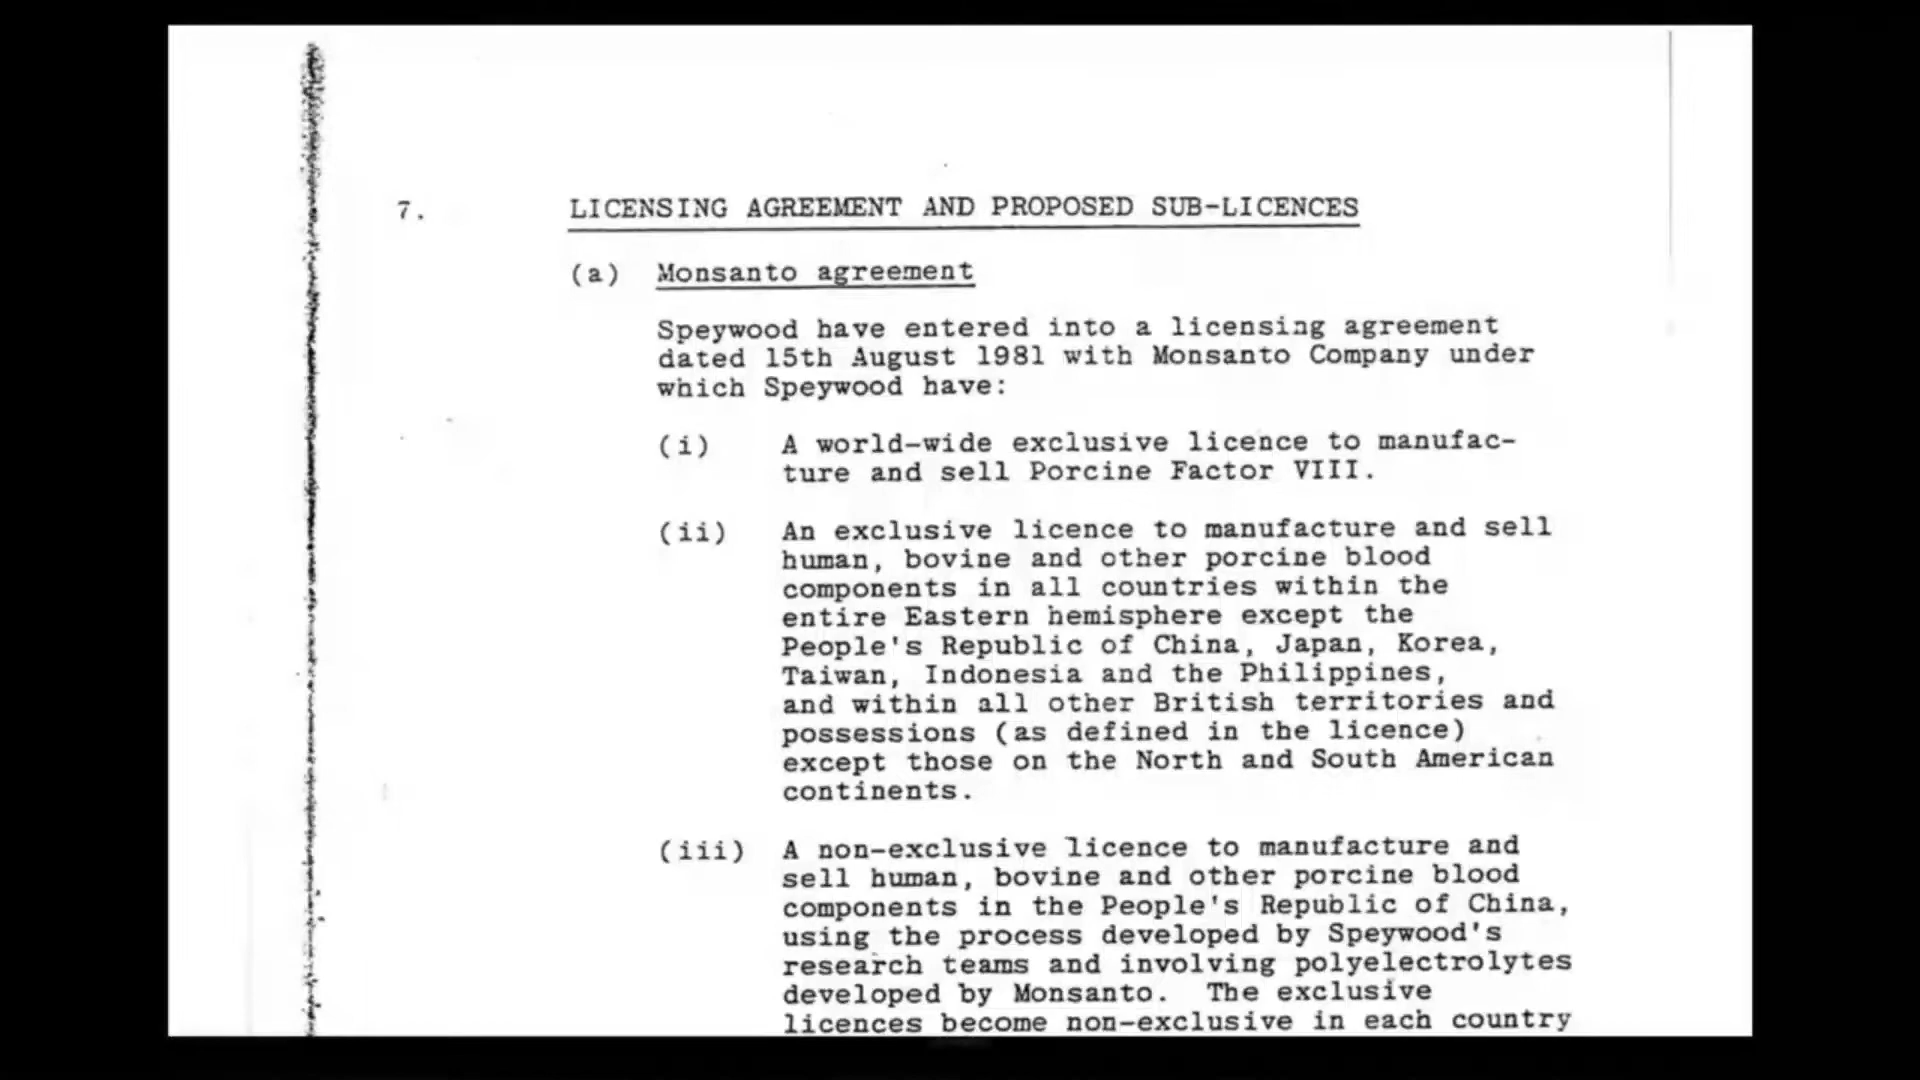 7. LICENSING AGREEMENT AND PROPOSED SUB-LICENCES
(a) Monsanto agreement
Speywood have entered into a licensing agreement
dated 15th August 1981 with Monsanto Company under
which Speywood have:
(i) A world-wide exclusive licence to manufac-
ture and sell Porcine Factor VIII.
(ii) An exclusive licence to manufacture and sell
human, bovine and other porcine blood
components in all countries within the
entire Eastern hemisphere except the
People's Republic of China, Japan, Korea,
Taiwan, Indonesia and the Philippines,
and within all other British territories and
possessions (as defined in the licence)
except those on the North and South American
continents.
(iii) A non-exclusive licence to manufacture and
sell human, bovine and other porcine blood
components in the People's Republic of China,
using the process developed by Speywood's
research teams and involving polyelectrolytes
developed by Monsanto. The exclusive
licences become non-exclusive in each country